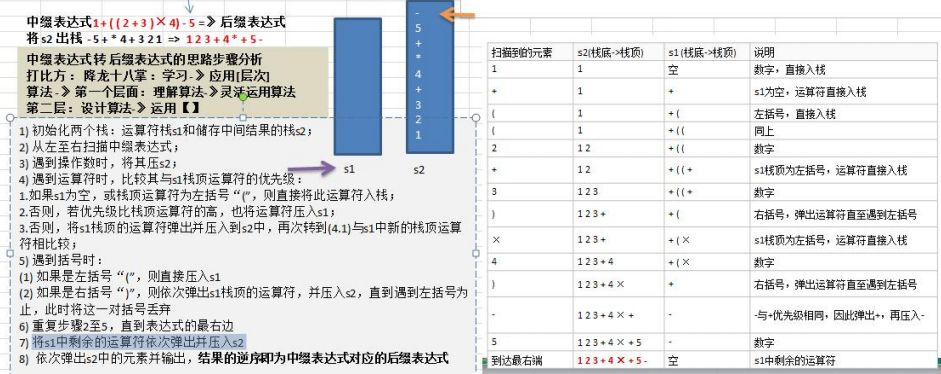 中缀表达式1+((2+3)×4)-5 =》后缀表达式
将 s2 出栈 -5+*4+321 => 123+4*+5-
中缀表达式转 后缀表达式的思路步骤分析
打比方：降龙十八掌：学习-》应用[层次]
算法-》第一个层面：理解算法-》灵活运用算法
第二层：设计算法-》运用【】
1) 初始化两个栈：运算符栈s1和储存中间结果的栈s2；
2) 从左至右扫描中缀表达式；
3) 遇到操作数时，将其压s2；
4) 遇到运算符时，比较其与s1栈顶运算符的优先级：
1.如果s1为空，或栈顶运算符为左括号“(”，则直接将此运算符入栈；
2.否则，若优先级比栈顶运算符的高，也将运算符压入s1；
3.否则，将s1栈顶的运算符弹出并压入到s2中，再次转到(4.1)与s1中新的栈顶运算
符相比较；
5) 遇到括号时：
(1) 如果是左括号“(”，则直接压入s1
(2) 如果是右括号“)”，则依次弹出s1栈顶的运算符，并压入s2，直到遇到左括号为
止，此时将这一对括号丢弃
6) 重复步骤2至5，直到表达式的最右边
7) 将s1中剩余的运算符依次弹出并压入s2
8) 依次弹出s2中的元素并输出，结果的逆序即为中缀表达式对应的后缀表达式
s1
-
5
+
*
4
+
3
2
1
s2
扫描到的元素 s2(栈底->栈顶) s1 (栈底->栈顶) 说明
1 1 空 数字，直接入栈
+ 1 + s1为空，运算符直接入栈
( 1 + ( 左括号，直接入栈
( 1 + ( ( 同上
2 1 2 + ( ( 数字
+ 1 2 + ( ( + s1栈顶为左括号，运算符直接入栈
3 1 2 3 + ( ( + 数字
) 1 2 3 + + ( 右括号，弹出运算符直至遇到左括号
× 1 2 3 + + ( × s1栈顶为左括号，运算符直接入栈
4 1 2 3 + 4 + ( × 数字
) 1 2 3 + 4 × + 右括号，弹出运算符直至遇到左括号
- 1 2 3 + 4 × + - -与+优先级相同，因此弹出+，再压入-
5 1 2 3 + 4 × + 5 - 数字
到达最右端 1 2 3 + 4 × + 5 - 空 s1中剩余的运算符